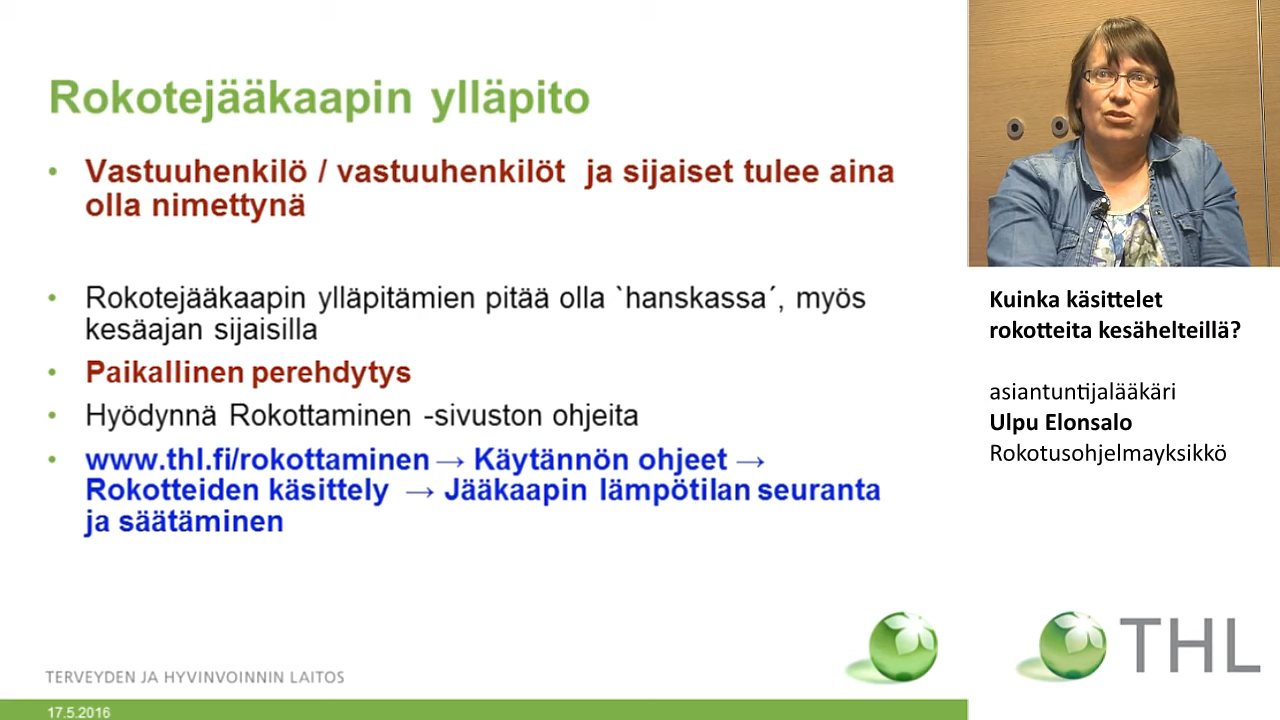 Rokotejääkaapin ylläpito
• Vastuuhenkilö / vastuuhenkilöt ja sijaiset tulee aina
olla nimettynä
• Rokotejääkaapin ylläpitämien pitää olla `hanskassa´, myös
kesäajan sijaisilla
• Paikallinen perehdytys
• Hyödynnä Rokottaminen -sivuston ohjeita
• www.thl.fi/rokottaminen → Käytännön ohjeet →
Rokotteiden käsittely → Jääkaapin lämpötilan seuranta
ja säätäminen
TERVEYDEN JA HYVINVOINNIN LAITOS
17.5.2016
Kuinka käsittelet
rokotteita kesähelteillä?
asiantuntijalääkäri
Ulpu Elonsalo
Rokotusohjelmayksikkö
THL